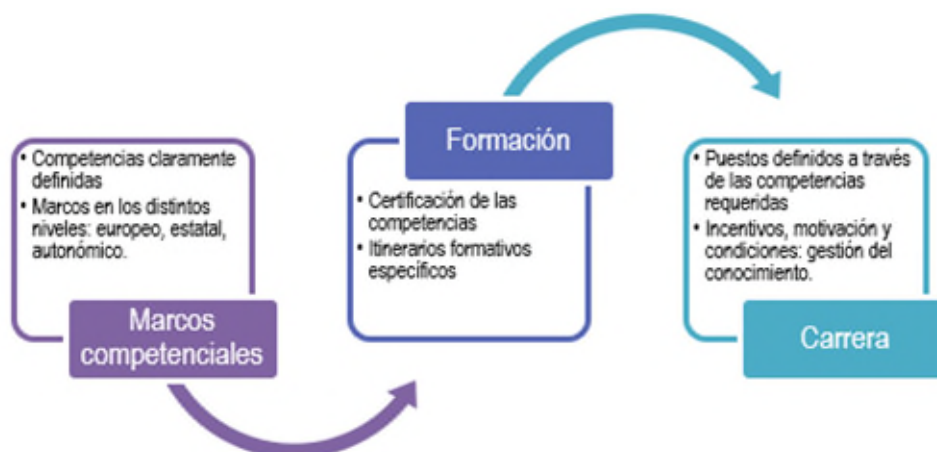 • Competencias claramente
definidas
• Marcos en los distintos
niveles: europeo, estatal,
autonómico.
Marcos
competenciales
Formación
• Certificación de las
competencias
• Itinerarios formativos
específicos
• Puestos definidos a través
de las competencias
requeridas
• Incentivos, motivación y
condiciones: gestión del
conocimiento.
Carrera